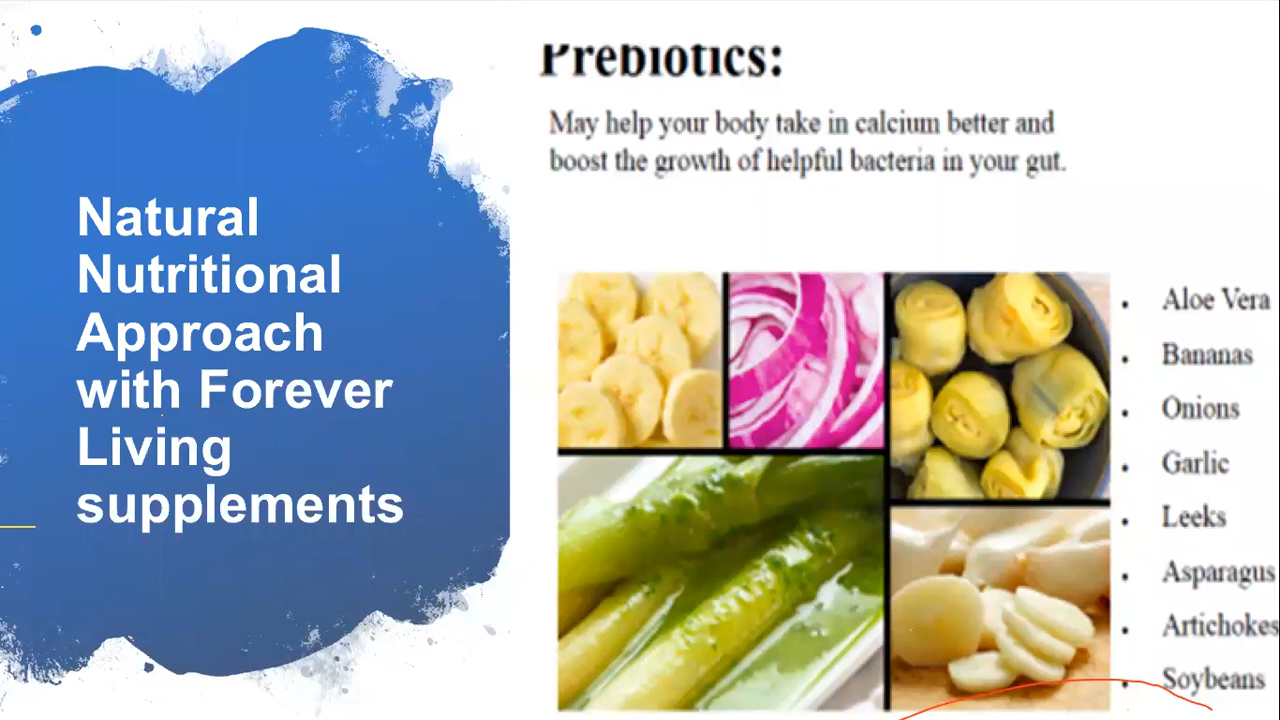 Natural
Nutritional
Approach
with Forever
Living
supplements
Prebiotics:
May help your body take in calcium better and
boost the growth of helpful bacteria in your gut.
• Aloe Vera
• Bananas
• Onions
• Garlic
• Leeks
• Asparagus
• Artichokes
• Soybeans